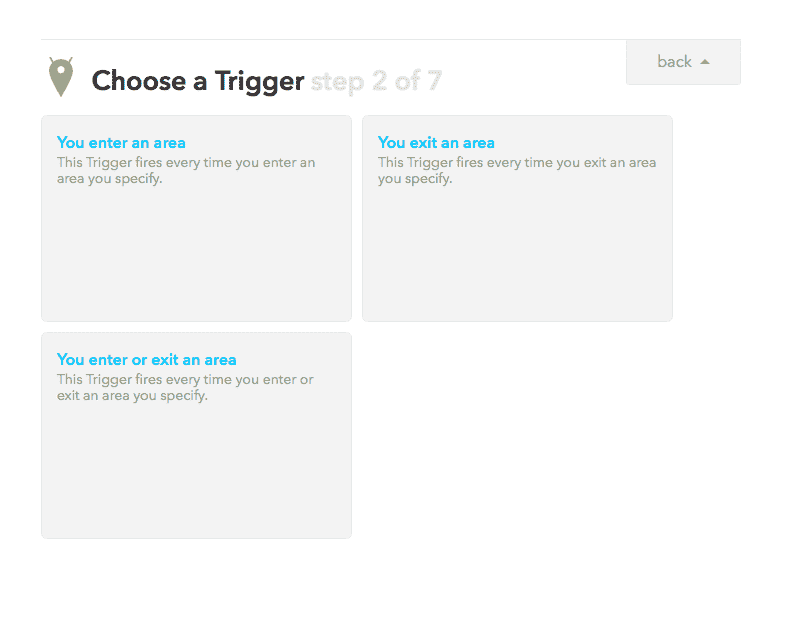 Choose a Trigger step 2 of 7
back
You enter an area
This Trigger fires every time you enter an
area you specify.
You exit an area
This Trigger fires every time you exit an area
you specify.
You enter or exit an area
This Trigger fires every time you enter or
exit an area you specify.